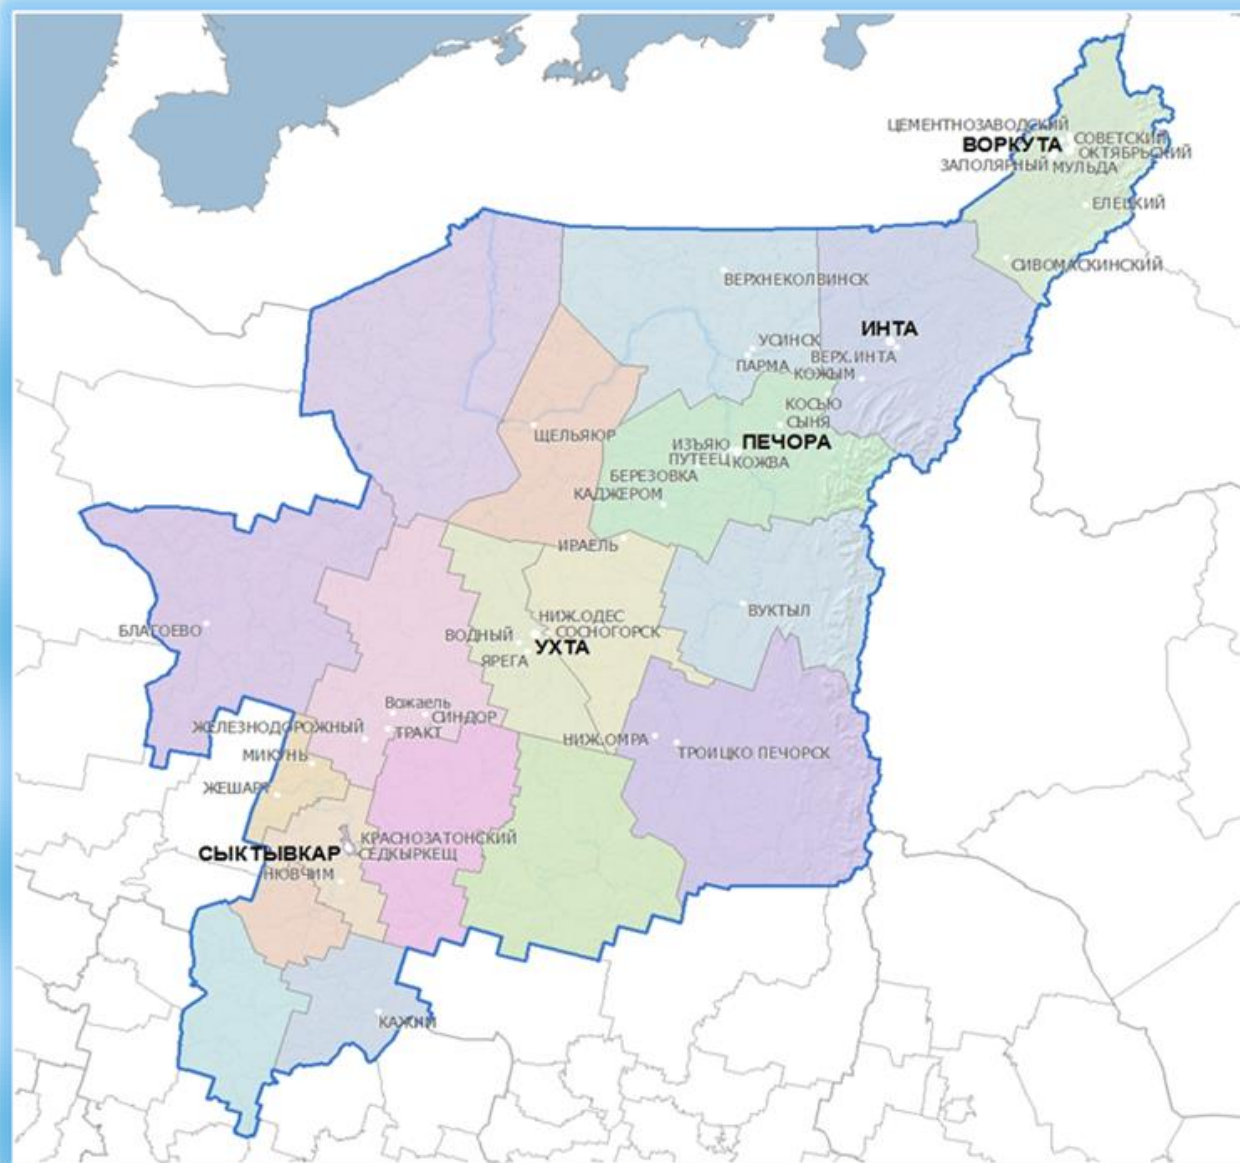 ЦЕМЕНТНОЗАВОДСКИЙ
ВОРКУТА
СОВЕТСКИЙ
ОКТЯБРЬСКИЙ
ЗАПОЛЯРНЫЙ
МУЛЬДА
ЕЛЕЦКИЙ
СИВОМАСКИНСКИЙ
ВЕРХНЕКОЛВИНСК
ИНТА
УСИНСК
ВЕРХ.ИНТА
ПАРМА
КОЖЫМ
КОСЬЮ
СЫНЯ
ЩЕЛЬЯЮР
ИЗЪЯЮ
ПЕЧОРА
ПУТЕЕЦ
КОЖВА
БЕРЕЗОВКА
КАДЖЕРОМ
ИРАЕЛЬ
ВУКТЫЛ
НИЖ.ОДЕС
БЛАГОЕВО
ВОДНЫЙ
СОСНОГОРСК
УХТА
ЯРЕГА
Вожаель
СИНДОР
ЖЕЛЕЗНОДОРОЖНЫЙ
ТРАКТ
НИЖ.ОМРА
ТРОИЦКО ПЕЧОРСК
МИКУНЬ
ЖЕШАРТ
КРАСНОЗАТОНСКИЙ
СЫКТЫВКАР
СЕДКЫРКЕЩ
НЮВЧИМ
КАЖИМ